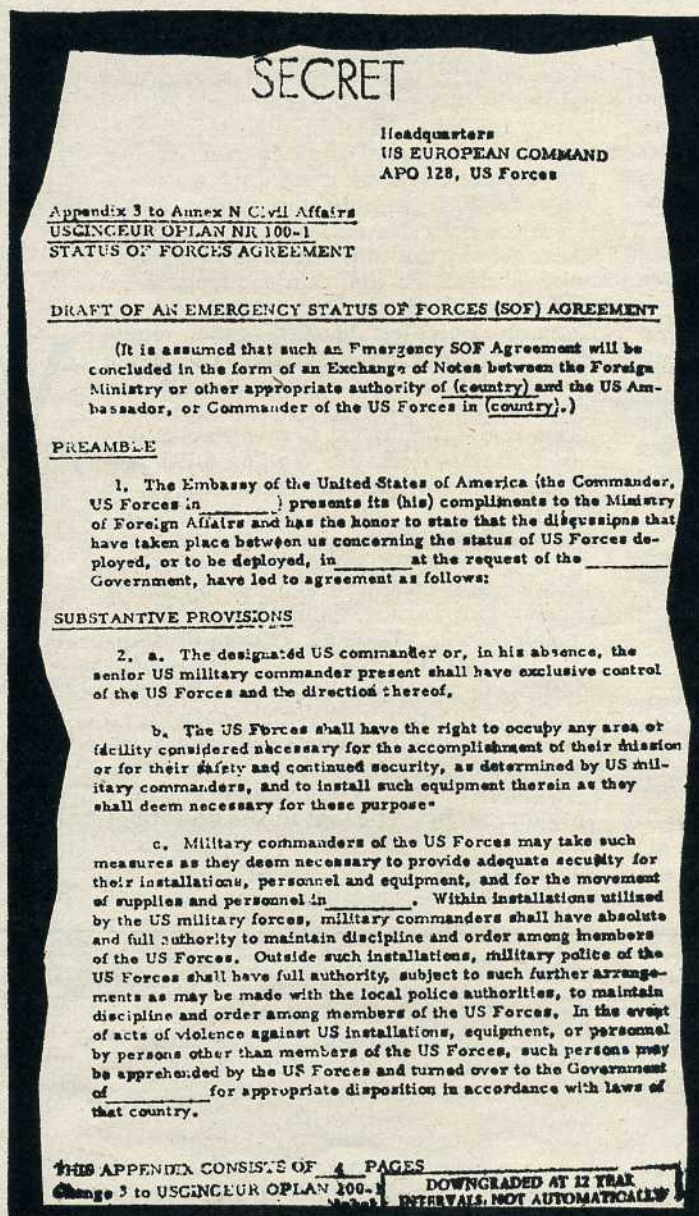 SECRET
Headquarters
US EUROPEAN COMMAND
APO 128, US Forces
Appendix 3 to Annex N Civil Affairs
USCINCEUR OPLAN NR 100-1
STATUS OF FORCES AGREEMENT
DRAFT OF AN EMERGENCY STATUS OF FORCES (SOF) AGREEMENT
(It is assumed that such an Emergency SOF Agreement will be
concluded in the form of an Exchange of Notes between the Foreign
Ministry or other appropriate authority of (country) and the US Am-
bassador, or Commander of the US Forces in (country).)
PREAMBLE
1. The Embassy of the United States of America (the Commander,
US Forces in ________ ) presents its (his) compliments to the Ministry
of Foreign Affairs and has the honor to state that the discussions that
have taken place between us concerning the status of US Forces de-
ployed, or to be deployed, in ________ at the request of the ________
Government, have led to agreement as follows:
SUBSTANTIVE PROVISIONS
2. a. The designated US commander or, in his absence, the
senior US military commander present shall have exclusive control
of the US Forces and the direction thereof.
b. The US Forces shall have the right to occupy any area or
facility considered necessary for the accomplishment of their mission
or for their safety and continued security, as determined by US mil-
itary commanders, and to install such equipment therein as they
shall deem necessary for these purpose
c. Military commanders of the US Forces may take such
measures as they deem necessary to provide adequate security for
their installations, personnel and equipment, and for the movement
of supplies and personnel in ________. Within installations utilized
by the US military forces, military commanders shall have absolute
and full authority to maintain discipline and order among members
of the US Forces. Outside such installations, military police of the
US Forces shall have full authority, subject to such further arrange-
ments as may be made with the local police authorities, to maintain
discipline and order among members of the US Forces. In the event
of acts of violence against US installations, equipment, or personnel
by persons other than members of the US Forces, such persons may
be apprehended by the US Forces and turned over to the Government
of ________ for appropriate disposition in accordance with laws of
that country.
THIS APPENDIX CONSISTS OF 4 PAGES
Change 3 to USCINCEUR OPLAN 100-1
DOWNGRADED AT 12 YEAR
INTERVALS, NOT AUTOMATICALLY